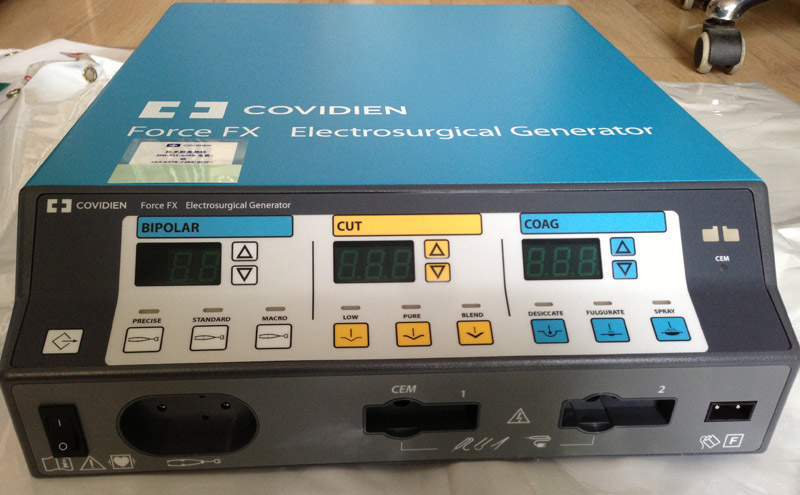 COVIDIEN
Force FX Electrosurgical Generator
COVIDIEN Force FX Electrosurgical Generator
BIPOLAR CUT COAG
CEM
PRECISE STANDARD MACRO LOW PURE BLEND DESICCATE FULGURATE SPRAY
CEM 1 2
F